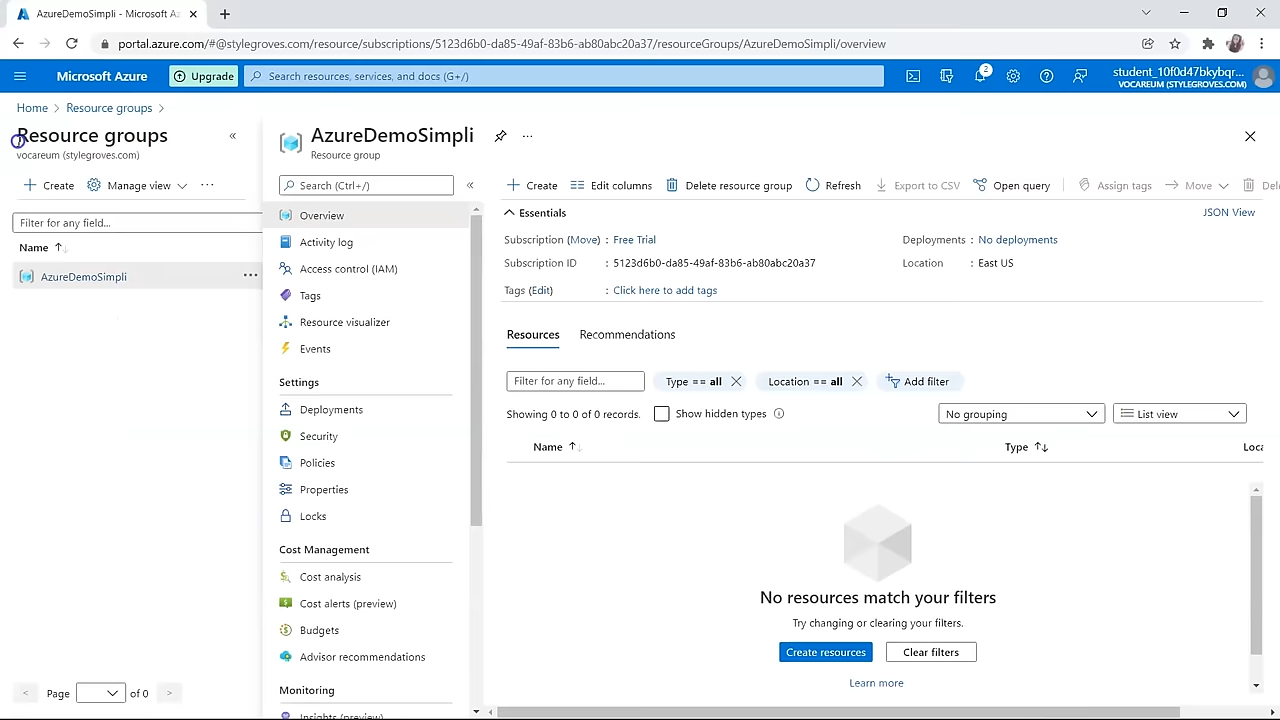 AzureDemoSimpli - Microsoft Az
portal.azure.com/#@stylegroves.com/resource/subscriptions/5123d6b0-da85-49af-83b6-ab80abc20a37/resourceGroups/AzureDemoSimpli/overview
Microsoft Azure
Upgrade
Search resources, services, and docs (G+/)
2
student_10f0d47bkybqr...
VOCAREUM (STYLEGROVES.COM)
Home > Resource groups >
Resource groups
vocareum (stylegroves.com)
Create
Manage view
Filter for any field...
Name
AzureDemoSimpli
Page
of 0
AzureDemoSimpli
Resource group
Search (Ctrl+/)
Overview
Activity log
Access control (IAM)
Tags
Resource visualizer
Events
Settings
Deployments
Security
Policies
Properties
Locks
Cost Management
Cost analysis
Cost alerts (preview)
Budgets
Advisor recommendations
Monitoring
Insights (preview)
Create
Edit columns
Delete resource group
Refresh
Export to CSV
Open query
Assign tags
Move
Del
Essentials
JSON View
Subscription (Move) : Free Trial
Deployments : No deployments
Subscription ID : 5123d6b0-da85-49af-83b6-ab80abc20a37
Location : East US
Tags (Edit) : Click here to add tags
Resources
Recommendations
Filter for any field...
Type == all
Location == all
Add filter
Showing 0 to 0 of 0 records.
Show hidden types
No grouping
List view
Name
Type
Loca
No resources match your filters
Try changing or clearing your filters.
Create resources
Clear filters
Learn more